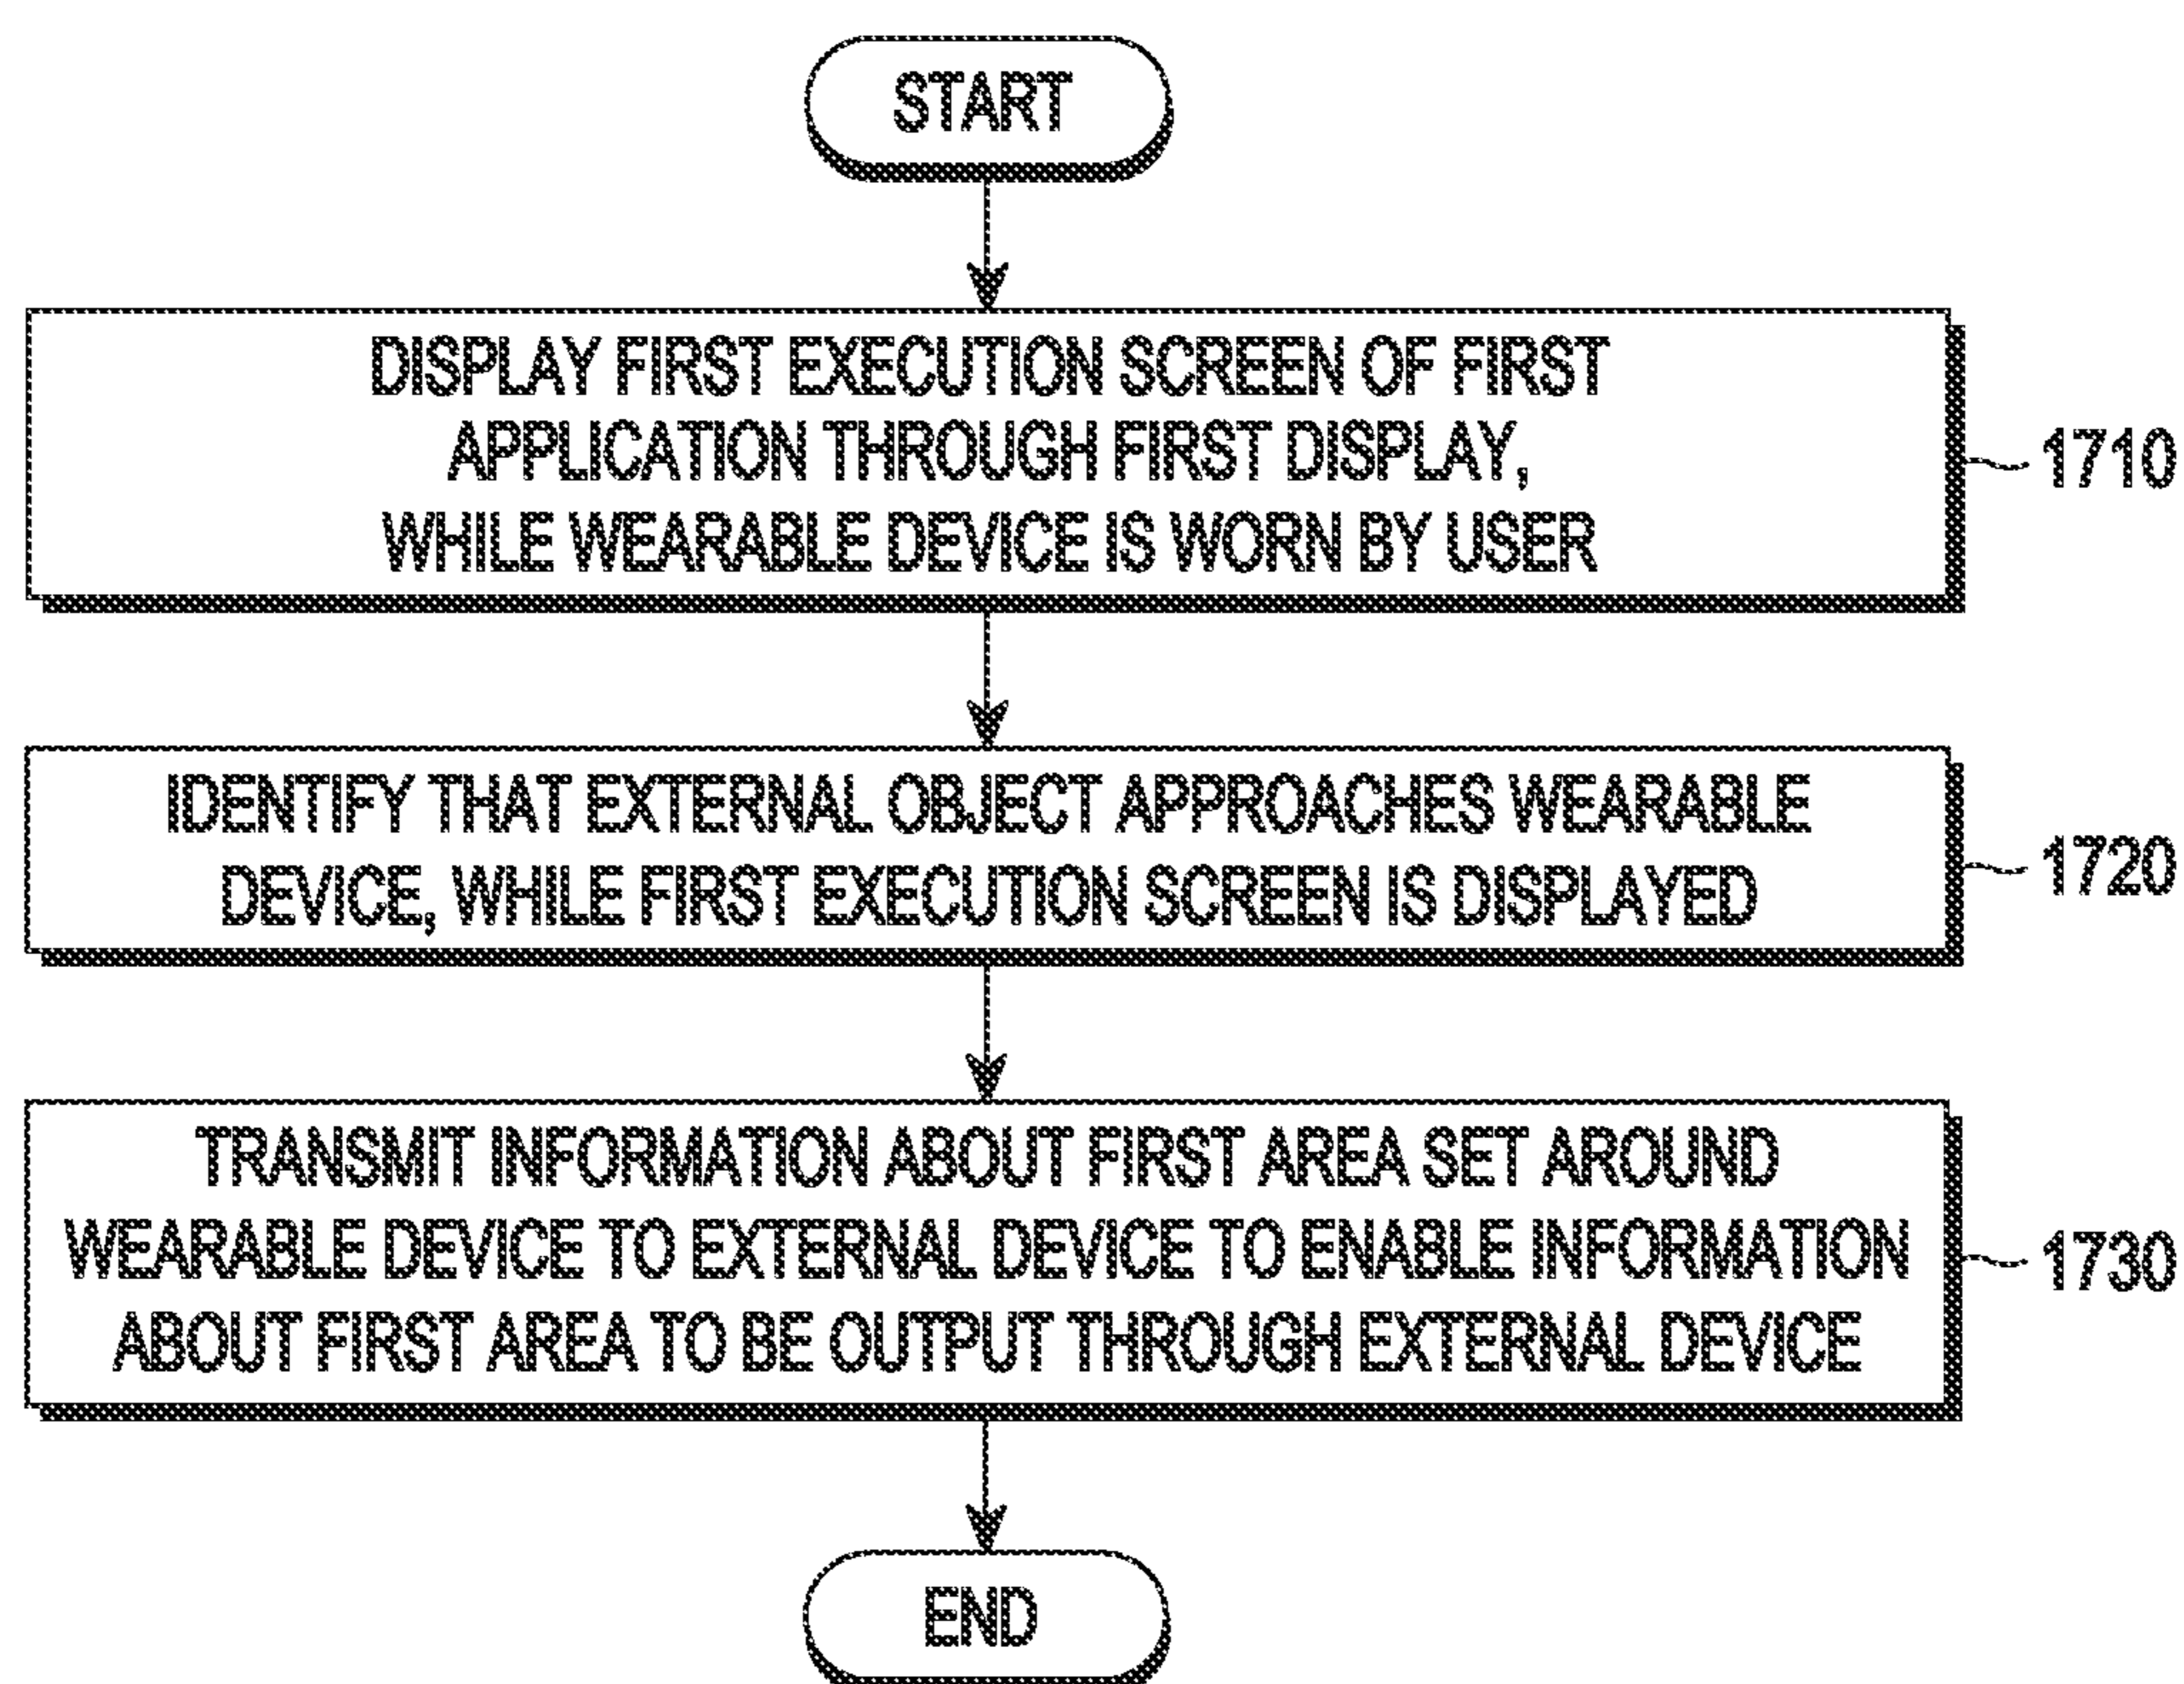 START
DISPLAY FIRST EXECUTION SCREEN OF FIRST
APPLICATION THROUGH FIRST DISPLAY,
WHILE WEARABLE DEVICE IS WORN BY USER
1710
IDENTIFY THAT EXTERNAL OBJECT APPROACHES WEARABLE
DEVICE, WHILE FIRST EXECUTION SCREEN IS DISPLAYED
1720
TRANSMIT INFORMATION ABOUT FIRST AREA SET AROUND
WEARABLE DEVICE TO EXTERNAL DEVICE TO ENABLE INFORMATION
ABOUT FIRST AREA TO BE OUTPUT THROUGH EXTERNAL DEVICE
1730
END